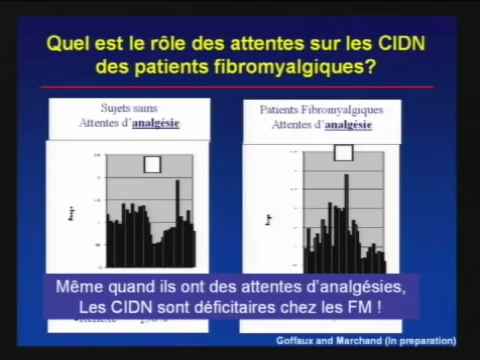 Quel est le rôle des attentes sur les CIDN
des patients fibromyalgiques?
Sujets sains
Attentes d'analgésie
Patients Fibromyalgiques
Attentes d'analgésie
Même quand ils ont des attentes d'analgésies,
Les CIDN sont déficitaires chez les FM !
Goffaux and Marchand (In preparation)